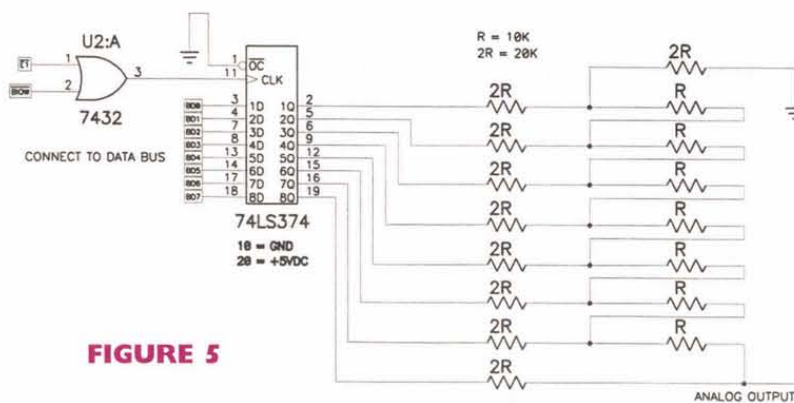 U2:A
R = 10K
2R = 20K
2R
1
2
3
7432
1
OC
11
CLK
BD0 3 1D 1Q 2
BD1 4 2D 2Q 5
BD2 7 3D 3Q 6
BD3 8 4D 4Q 9
BD4 13 5D 5Q 12
BD5 14 6D 6Q 15
BD6 17 7D 7Q 16
BD7 18 8D 8Q 19
CONNECT TO DATA BUS
74LS374
10 = GND
20 = +5VDC
2R R
2R R
2R R
2R R
2R R
2R R
2R R
2R
FIGURE 5
ANALOG OUTPUT